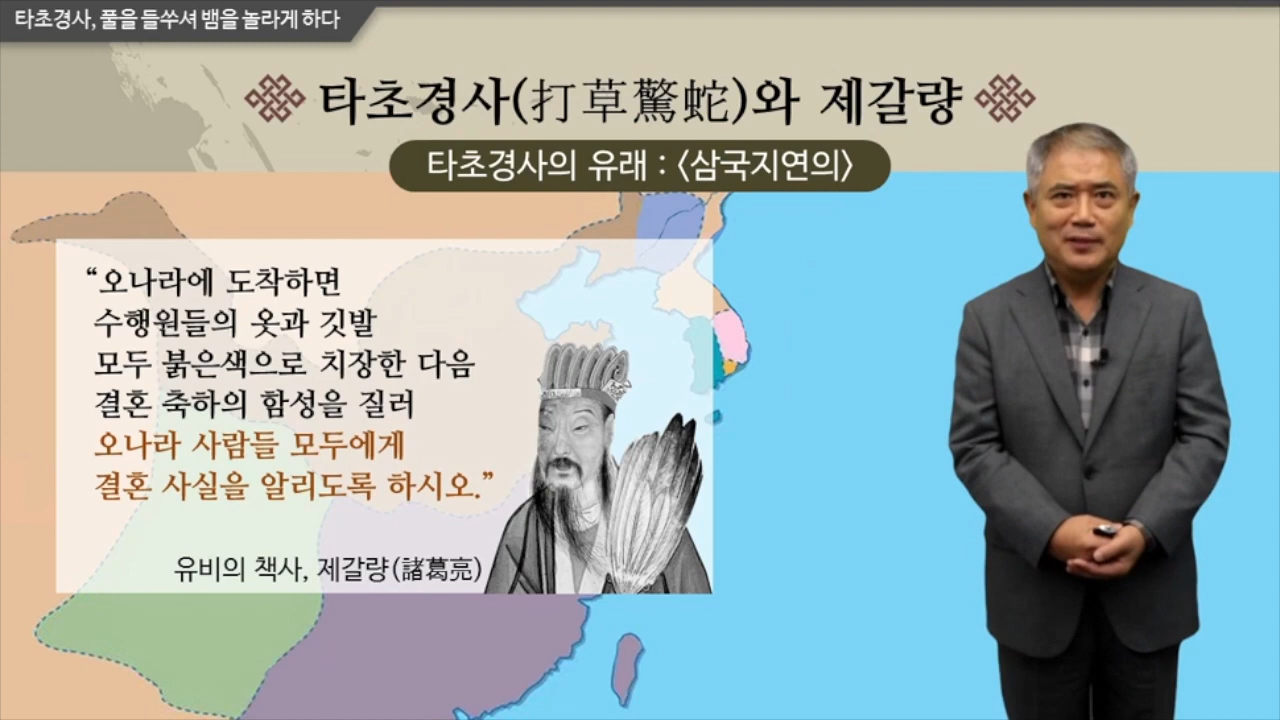 타초경사, 풀을 들쑤셔 뱀을 놀라게 하다
타초경사(打草驚蛇)와 제갈량
타초경사의 유래 : <삼국지연의>
“오나라에 도착하면
수행원들의 옷과 깃발
모두 붉은색으로 치장한 다음
결혼 축하의 함성을 질러
오나라 사람들 모두에게
결혼 사실을 알리도록 하시오.”
유비의 책사, 제갈량(諸葛亮)